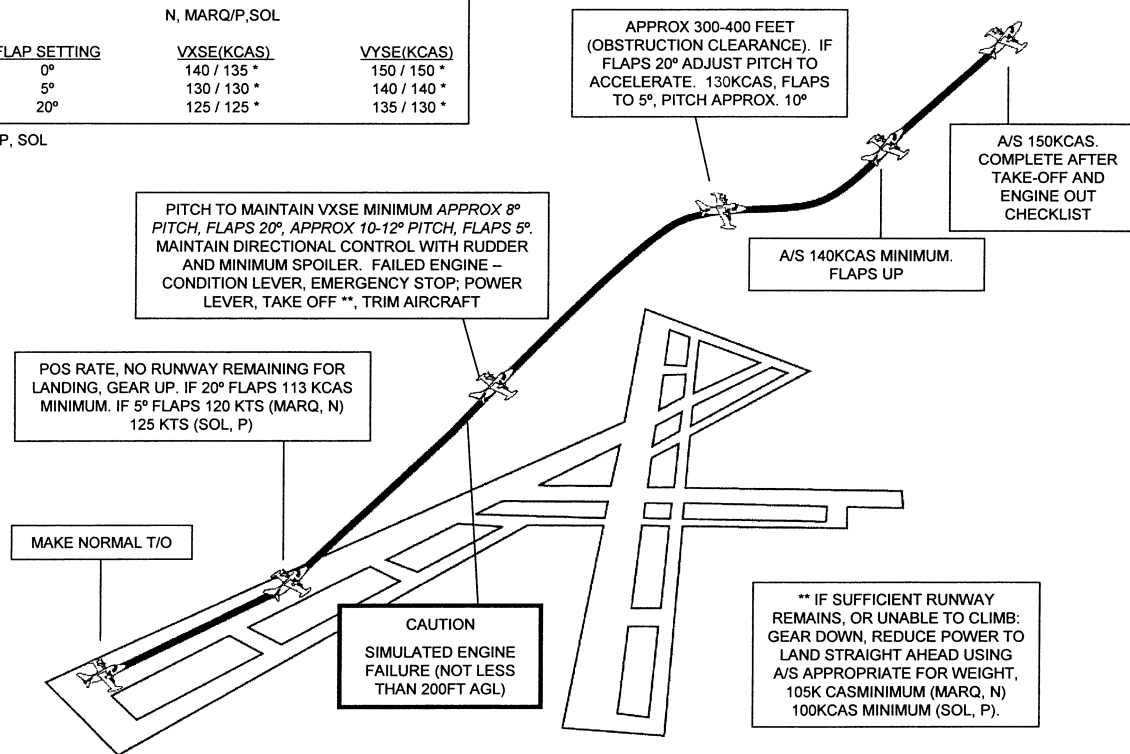 N, MARQ/P,SOL
FLAP SETTING VXSE(KCAS) VYSE(KCAS)
0º 140 / 135 * 150 / 150 *
5º 130 / 130 * 140 / 140 *
20º 125 / 125 * 135 / 130 *
P, SOL
APPROX 300-400 FEET
(OBSTRUCTION CLEARANCE). IF
FLAPS 20º ADJUST PITCH TO
ACCELERATE. 130KCAS, FLAPS
TO 5º, PITCH APPROX. 10º
A/S 150KCAS.
COMPLETE AFTER
TAKE-OFF AND
ENGINE OUT
CHECKLIST
PITCH TO MAINTAIN VXSE MINIMUM APPROX 8º
PITCH, FLAPS 20º, APPROX 10-12º PITCH, FLAPS 5º.
MAINTAIN DIRECTIONAL CONTROL WITH RUDDER
AND MINIMUM SPOILER. FAILED ENGINE –
CONDITION LEVER, EMERGENCY STOP; POWER
LEVER, TAKE OFF **, TRIM AIRCRAFT
A/S 140KCAS MINIMUM.
FLAPS UP
POS RATE, NO RUNWAY REMAINING FOR
LANDING, GEAR UP. IF 20º FLAPS 113 KCAS
MINIMUM. IF 5º FLAPS 120 KTS (MARQ, N)
125 KTS (SOL, P)
MAKE NORMAL T/O
CAUTION
SIMULATED ENGINE
FAILURE (NOT LESS
THAN 200FT AGL)
** IF SUFFICIENT RUNWAY
REMAINS, OR UNABLE TO CLIMB:
GEAR DOWN, REDUCE POWER TO
LAND STRAIGHT AHEAD USING
A/S APPROPRIATE FOR WEIGHT,
105K CASMINIMUM (MARQ, N)
100KCAS MINIMUM (SOL, P).